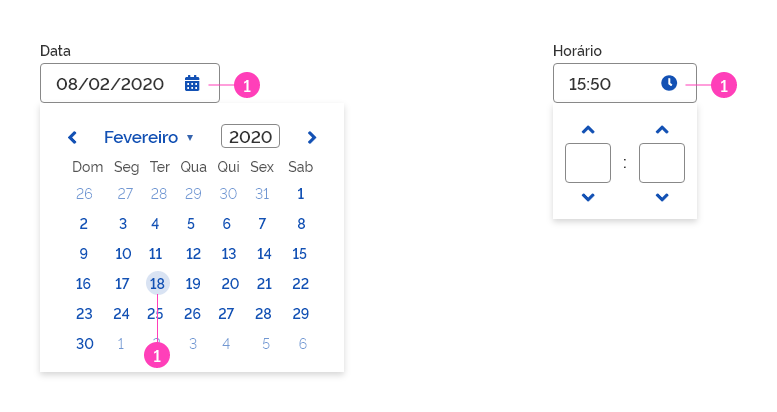 Data
08/02/2020 1
Fevereiro ▾ 2020
Dom Seg Ter Qua Qui Sex Sab
26 27 28 29 30 31 1
2 3 4 5 6 7 8
9 10 11 12 13 14 15
16 17 18 19 20 21 22
23 24 25 26 27 28 29
30 1 3 4 5 6
1
Horário
15:50 1
: